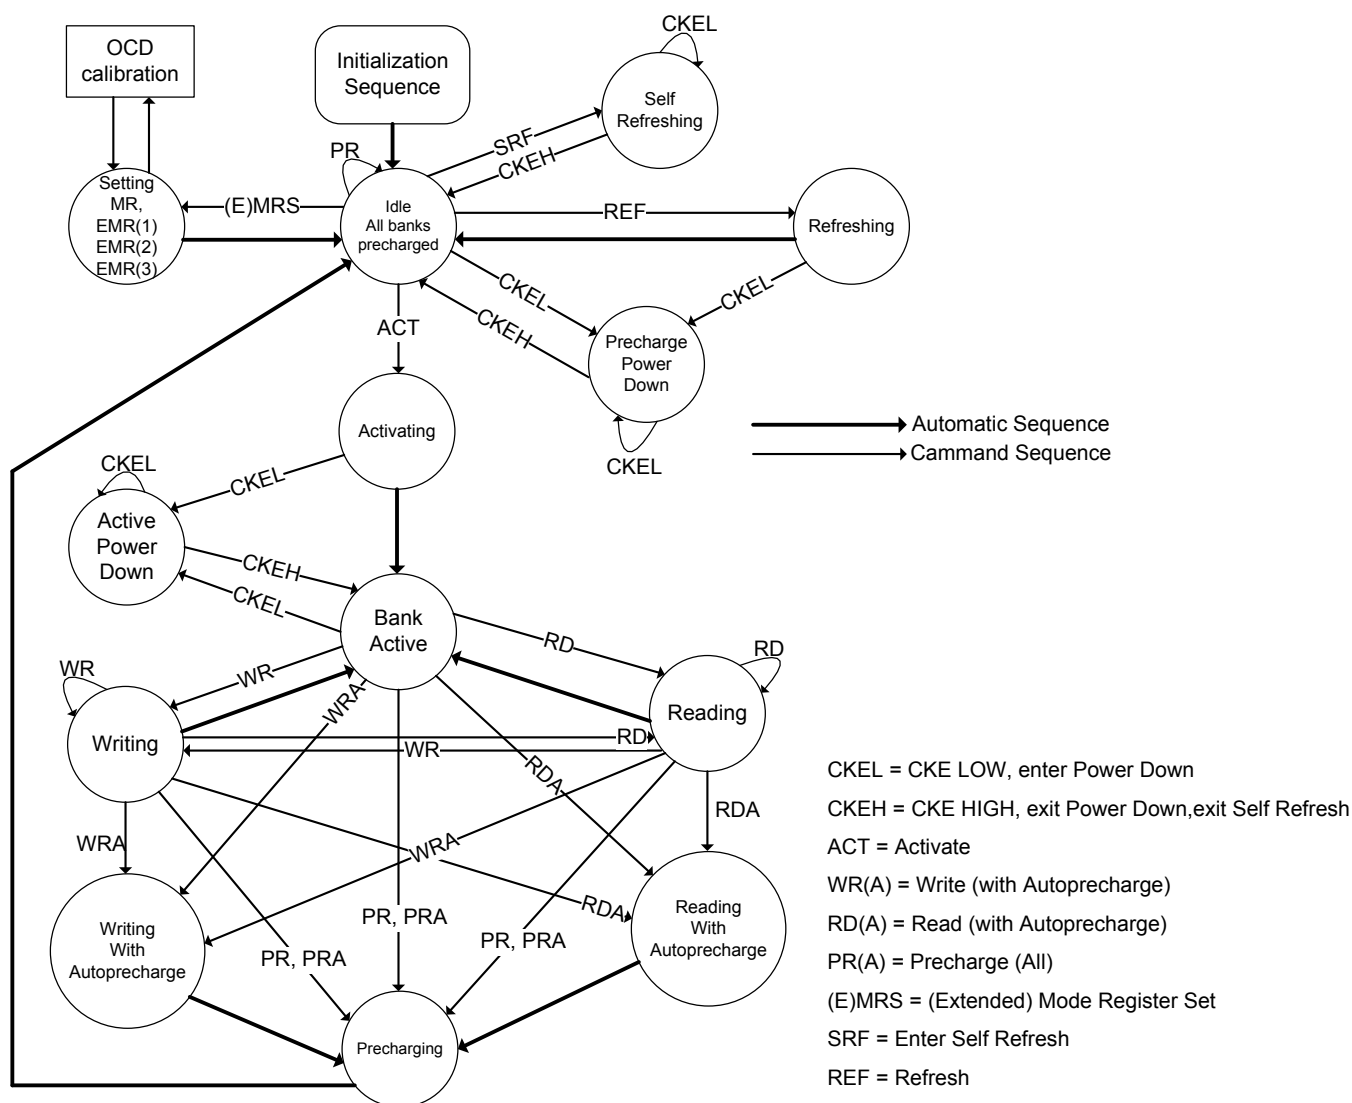 CKEL
OCD
calibration
Initialization
Sequence
Self
Refreshing
SRF
CKEH
PR
Setting
MR,
EMR(1)
EMR(2)
EMR(3)
(E)MRS
Idle
All banks
precharged
REF
Refreshing
CKEL
CKEH
CKEL
ACT
Precharge
Power
Down
CKEL
Activating
Automatic Sequence
Cammand Sequence
CKEL
CKEL
Active
Power
Down
CKEH
CKEL
Bank
Active
RD
RD
WR
WR
WRA
Writing
Reading
RD
WR
RDA
RDA
WRA
WRA
RDA
PR, PRA
PR, PRA
PR, PRA
Writing
With
Autoprecharge
Reading
With
Autoprecharge
Precharging
CKEL = CKE LOW, enter Power Down
CKEH = CKE HIGH, exit Power Down,exit Self Refresh
ACT = Activate
WR(A) = Write (with Autoprecharge)
RD(A) = Read (with Autoprecharge)
PR(A) = Precharge (All)
(E)MRS = (Extended) Mode Register Set
SRF = Enter Self Refresh
REF = Refresh